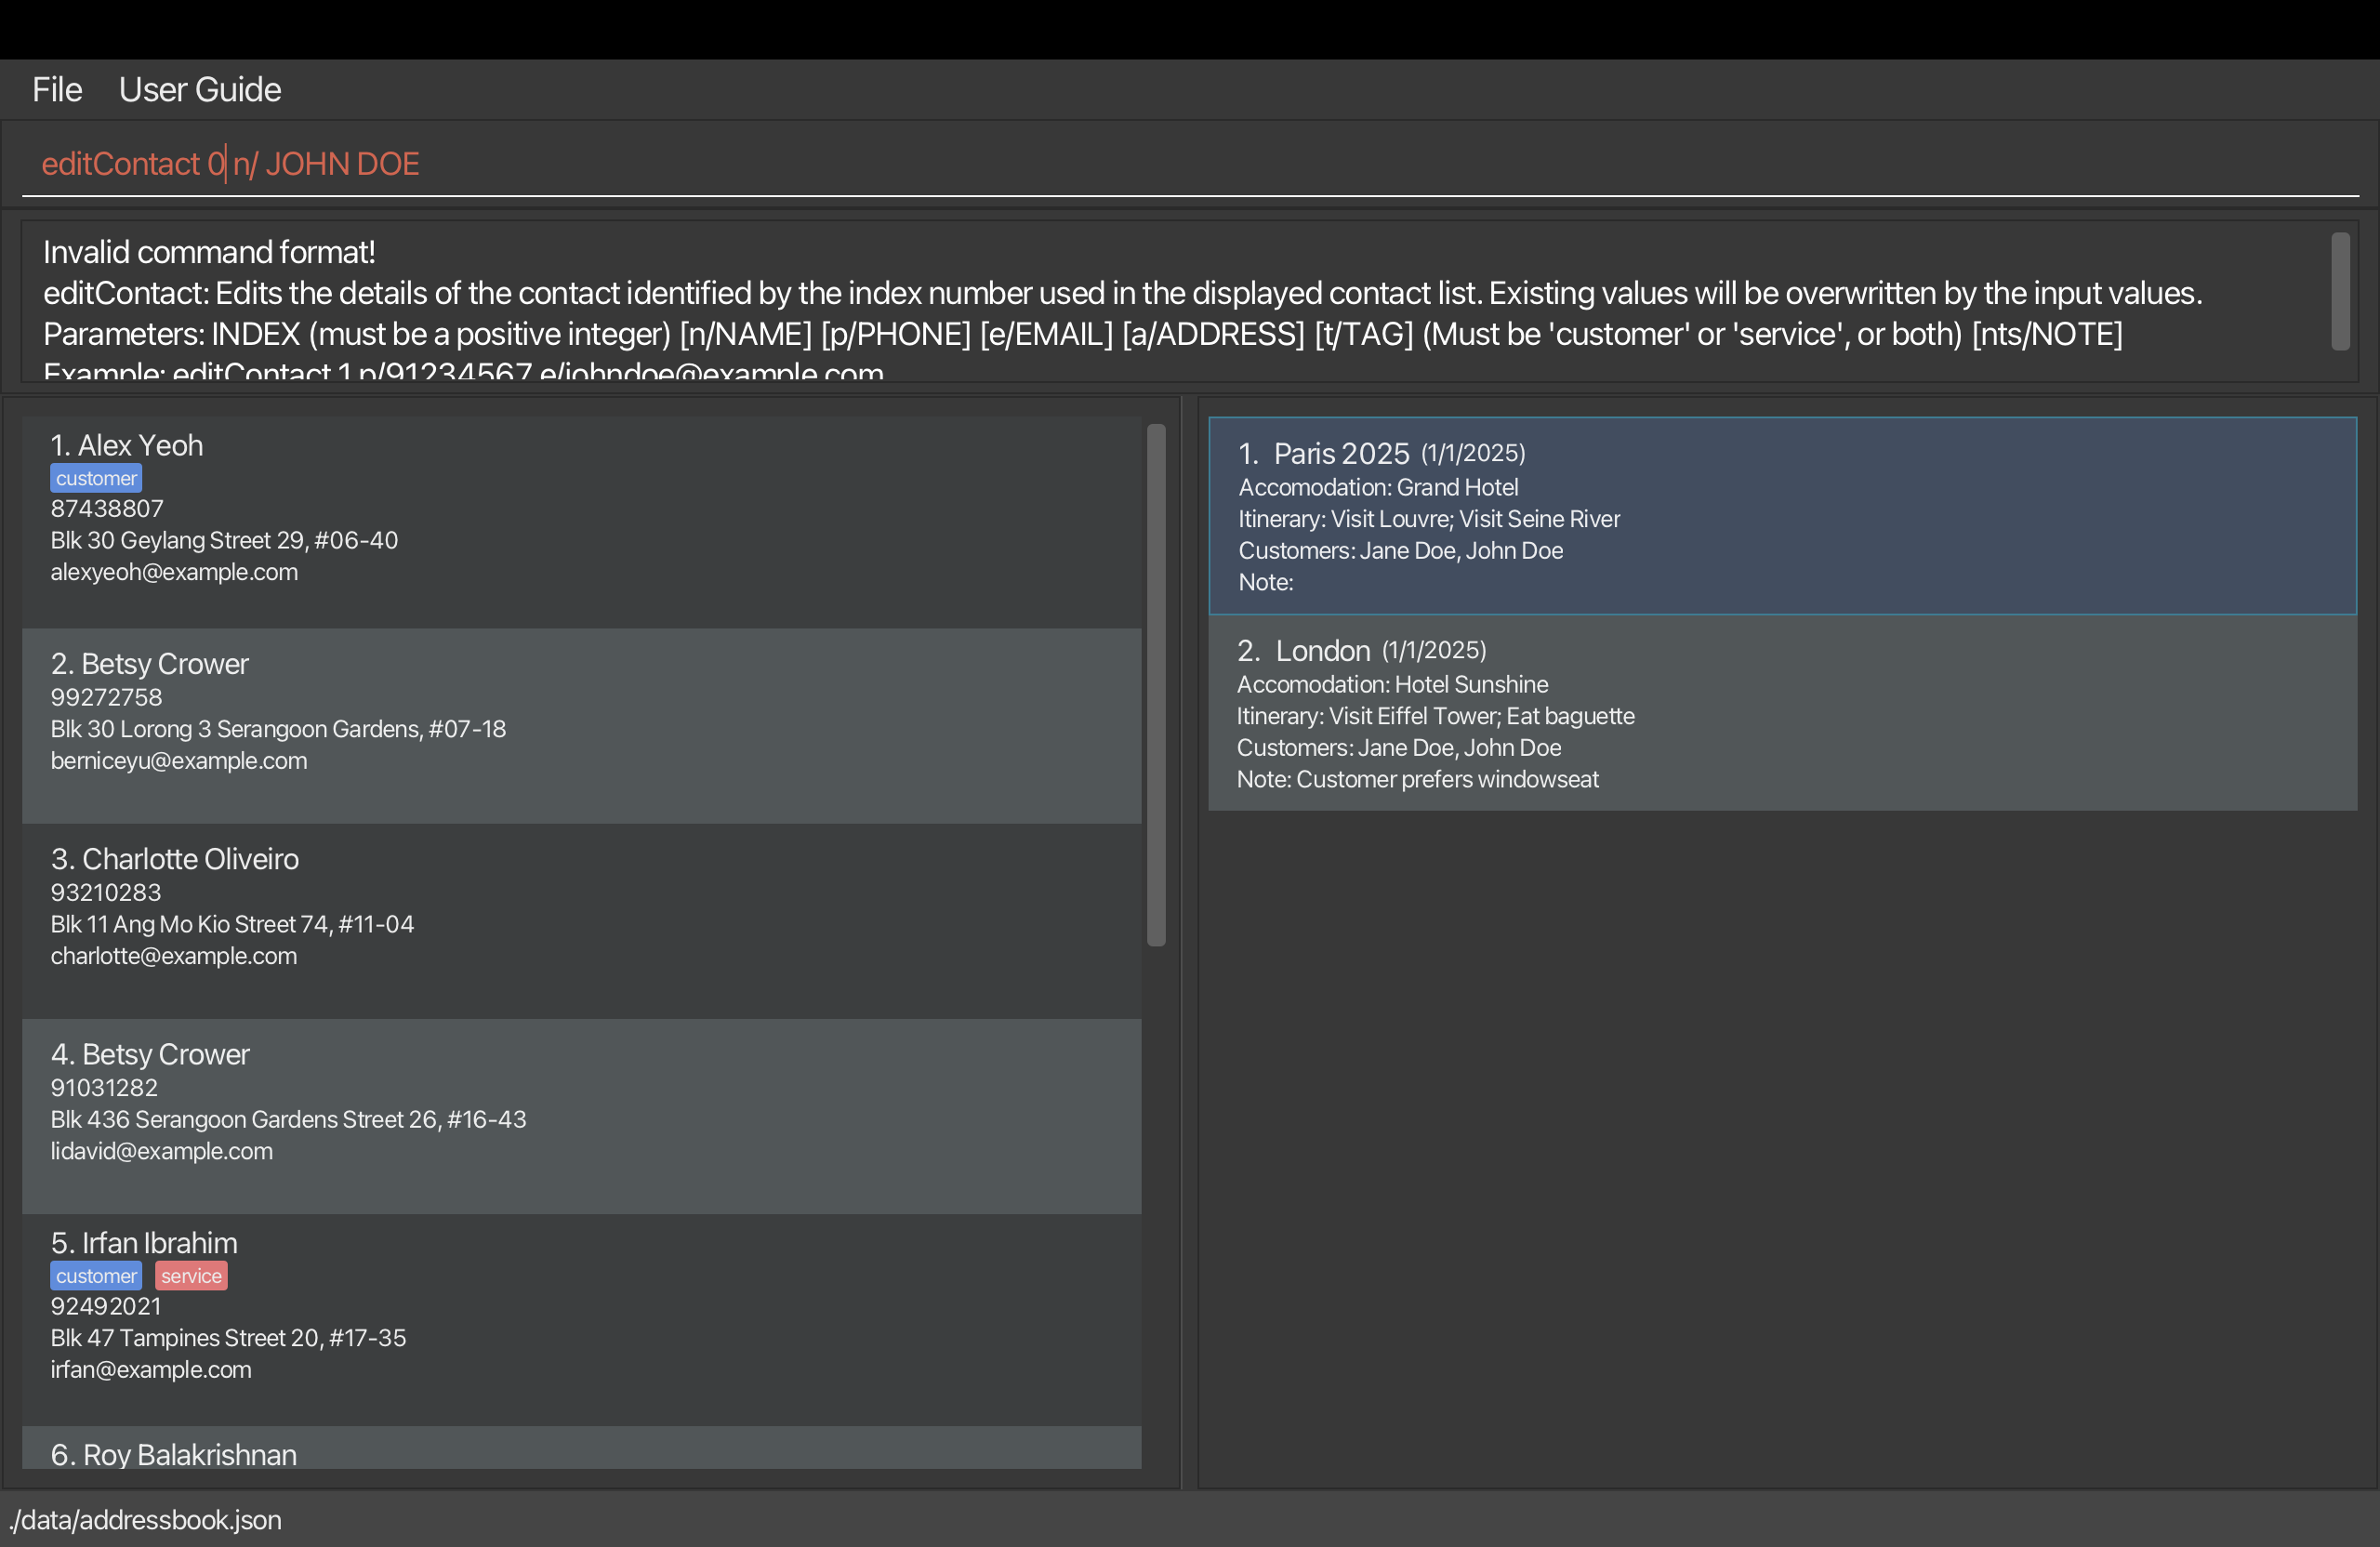 File User Guide
editContact 0 n/ JOHN DOE
Invalid command format!
editContact: Edits the details of the contact identified by the index number used in the displayed contact list. Existing values will be overwritten by the input values.
Parameters: INDEX (must be a positive integer) [n/NAME] [p/PHONE] [e/EMAIL] [a/ADDRESS] [t/TAG] (Must be 'customer' or 'service', or both) [nts/NOTE]
Example: editContact 1 p/91234567 e/johndoe@example.com
1. Alex Yeoh
customer
87438807
Blk 30 Geylang Street 29, #06-40
alexyeoh@example.com
2. Betsy Crower
99272758
Blk 30 Lorong 3 Serangoon Gardens, #07-18
berniceyu@example.com
3. Charlotte Oliveiro
93210283
Blk 11 Ang Mo Kio Street 74, #11-04
charlotte@example.com
4. Betsy Crower
91031282
Blk 436 Serangoon Gardens Street 26, #16-43
lidavid@example.com
5. Irfan Ibrahim
customer service
92492021
Blk 47 Tampines Street 20, #17-35
irfan@example.com
6. Roy Balakrishnan
1. Paris 2025 (1/1/2025)
Accomodation: Grand Hotel
Itinerary: Visit Louvre; Visit Seine River
Customers: Jane Doe, John Doe
Note:
2. London (1/1/2025)
Accomodation: Hotel Sunshine
Itinerary: Visit Eiffel Tower; Eat baguette
Customers: Jane Doe, John Doe
Note: Customer prefers windowseat
./data/addressbook.json